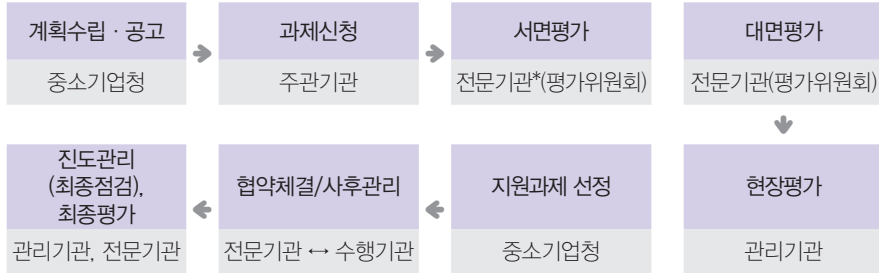 계획수립 · 공고
중소기업청
과제신청
주관기관
서면평가
전문기관*(평가위원회)
대면평가
전문기관(평가위원회)
현장평가
관리기관
지원과제 선정
중소기업청
협약체결/사후관리
전문기관 ↔ 수행기관
진도관리
(최종점검),
최종평가
관리기관, 전문기관